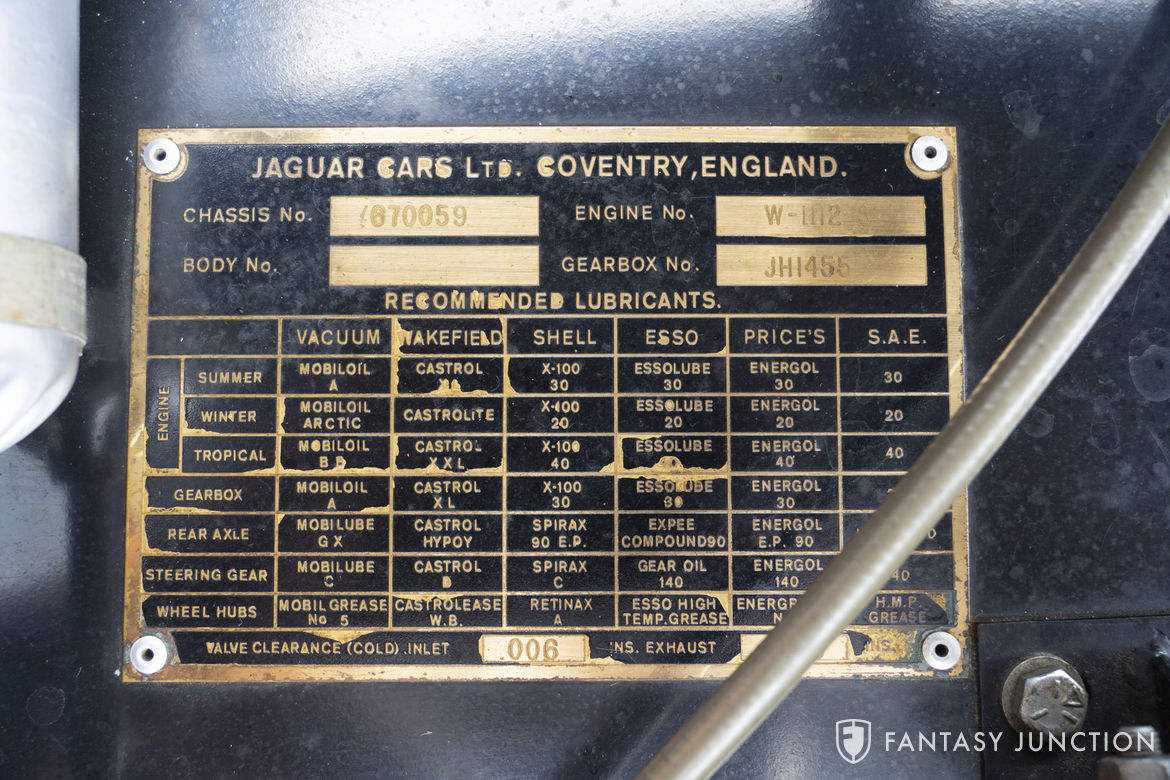 JAGUAR CARS LTD. COVENTRY, ENGLAND.
CHASSIS No. 670059 ENGINE No. W-1112
BODY No. GEARBOX No. JH1455
RECOMMENDED LUBRICANTS.
VACUUM WAKEFIELD SHELL ESSO PRICE'S S.A.E.
ENGINE
SUMMER MOBILOIL A CASTROL X-100 30 ESSOLUBE 30 ENERGOL 30 30
WINTER MOBILOIL ARCTIC CASTROLITE X-100 20 ESSOLUBE 20 ENERGOL 20 20
TROPICAL MOBILOIL BB CASTROL XXL X-100 40 ESSOLUBE ENERGOL 40 40
GEARBOX MOBILOIL A CASTROL XL X-100 30 ESSOLUBE 30 ENERGOL 30
REAR AXLE MOBILUBE GX CASTROL HYPOY SPIRAX 90 E.P. EXPEE COMPOUND90 ENERGOL E.P. 90
STEERING GEAR MOBILUBE C CASTROL D SPIRAX C GEAR OIL 140 ENERGOL 140
WHEEL HUBS MOBIL GREASE No 5 CASTROLEASE W.B. RETINAX A ESSO HIGH TEMP. GREASE H.M.P. GREASE
VALVE CLEARANCE (COLD) .INLET 006 INS. EXHAUST INS.
FANTASY JUNCTION